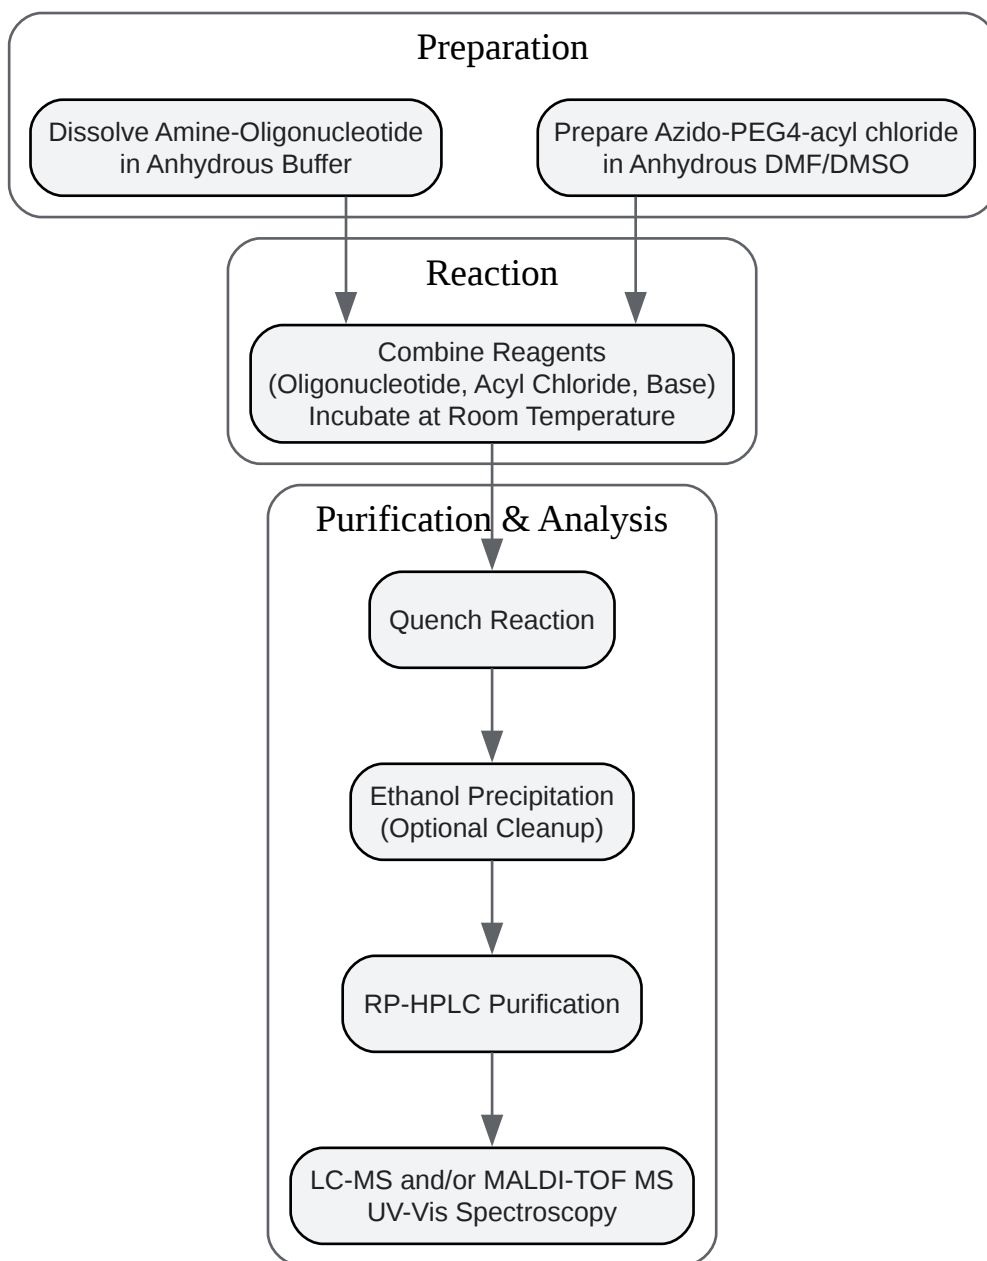 Preparation
Dissolve Amine-Oligonucleotide
in Anhydrous Buffer
Prepare Azido-PEG4-acyl chloride
in Anhydrous DMF/DMSO
Reaction
Combine Reagents
(Oligonucleotide, Acyl Chloride, Base)
Incubate at Room Temperature
Purification & Analysis
Quench Reaction
Ethanol Precipitation
(Optional Cleanup)
RP-HPLC Purification
LC-MS and/or MALDI-TOF MS
UV-Vis Spectroscopy